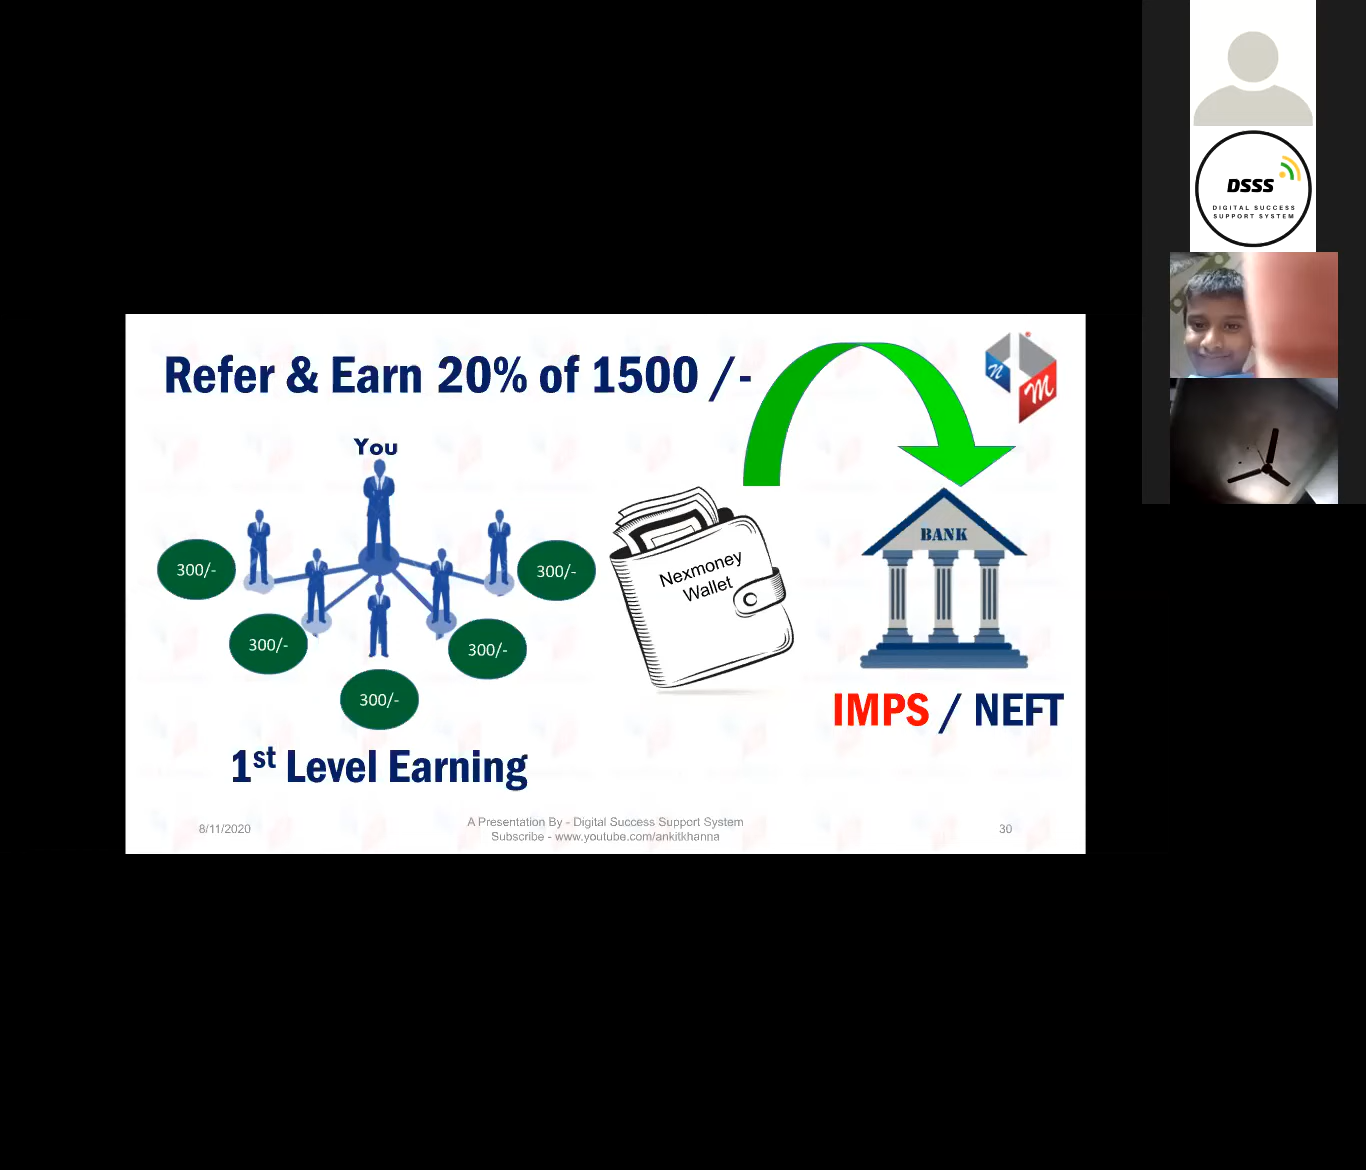 DSSS
DIGITAL SUCCESS
SUPPORT SYSTEM
Refer & Earn 20% of 1500 /-
n
m
You
300/-
300/-
300/-
300/-
300/-
Nexmoney
Wallet
BANK
IMPS / NEFT
1st Level Earning
8/11/2020
A Presentation By - Digital Success Support System
Subscribe - www.youtube.com/ankitkhanna
30